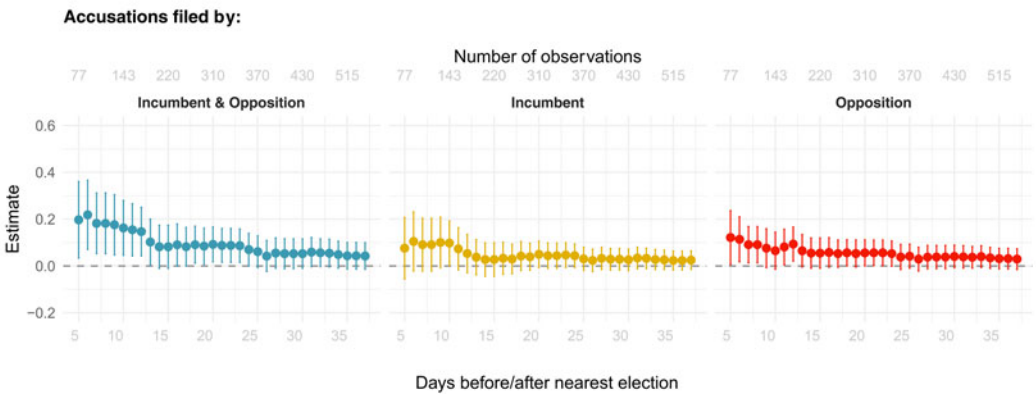 Accusations filed by:
Number of observations
77 143 220 310 370 430 515 77 143 220 310 370 430 515 77 143 220 310 370 430 515
Incumbent & Opposition Incumbent Opposition
0.6
0.4
0.2
0.0
−0.2
Estimate
5 10 15 20 25 30 35 5 10 15 20 25 30 35 5 10 15 20 25 30 35
Days before/after nearest election